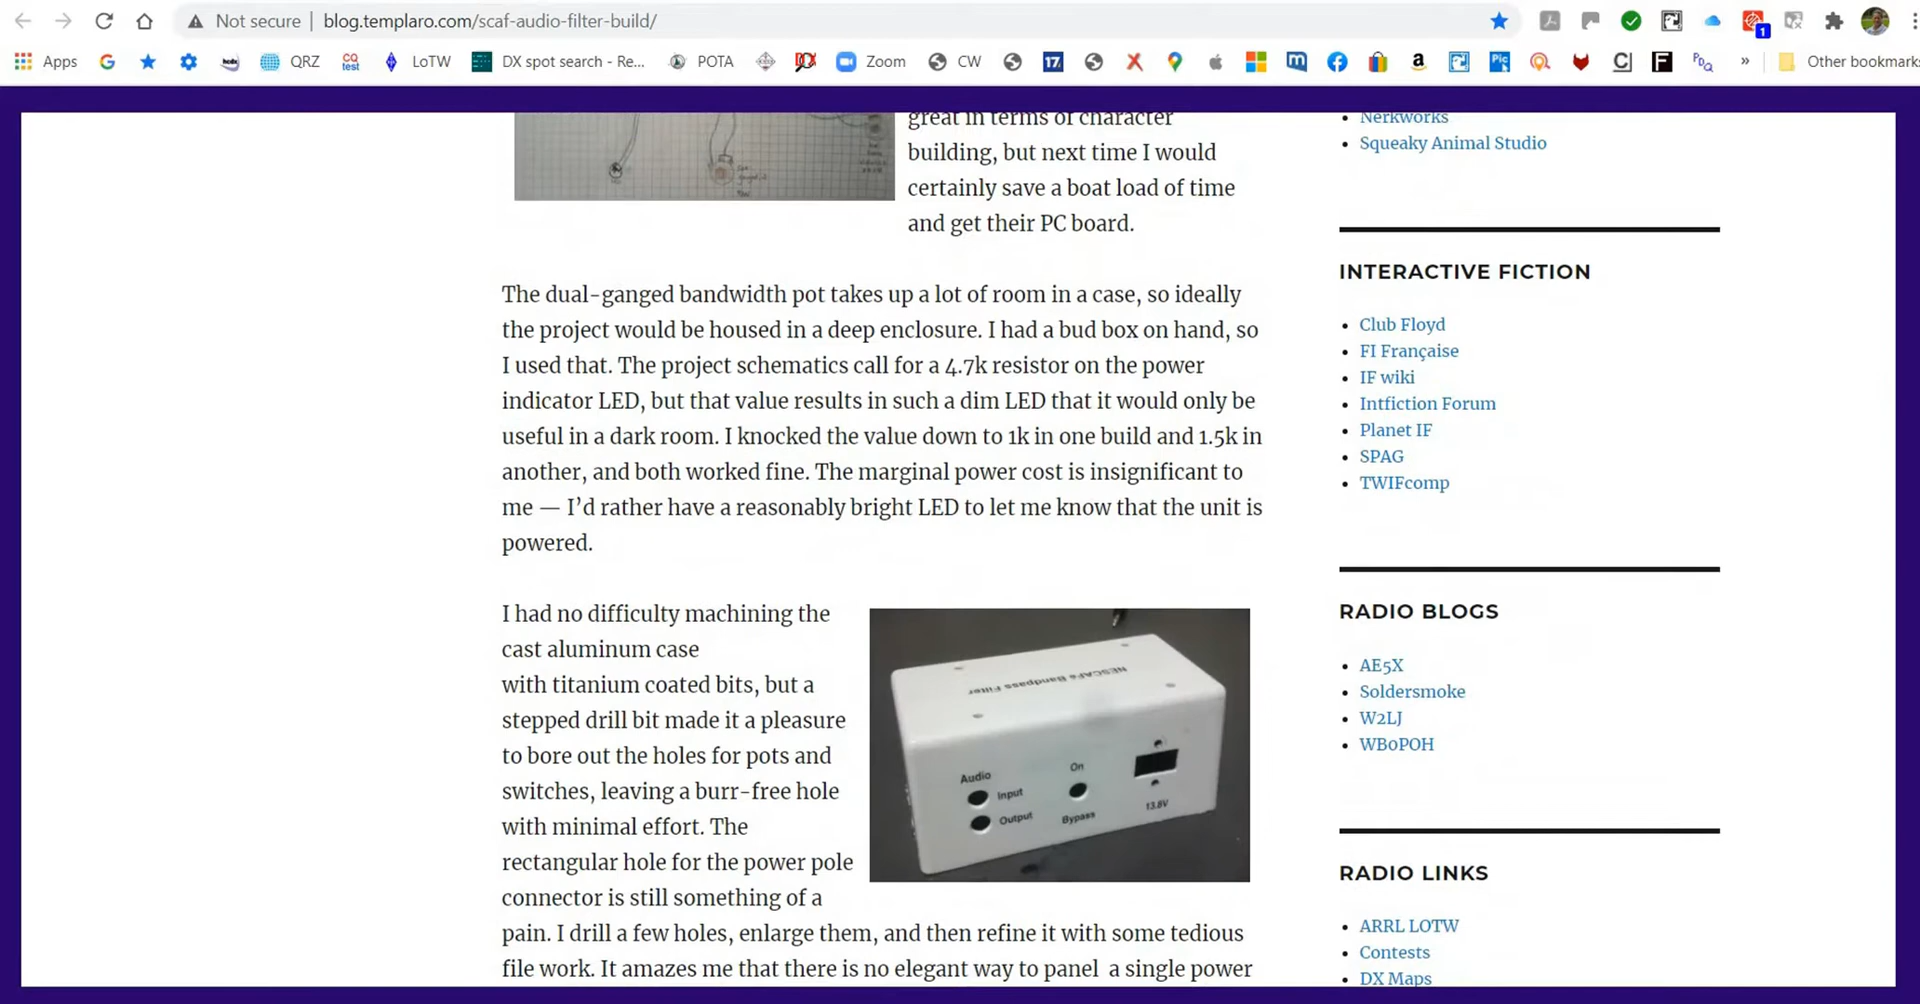 Not secure | blog.templaro.com/scaf-audio-filter-build/
Apps QRZ CQ test LoTW DX spot search - Re... POTA Zoom CW 17. Other bookmarks
great in terms of character
building, but next time I would
certainly save a boat load of time
and get their PC board.
The dual-ganged bandwidth pot takes up a lot of room in a case, so ideally
the project would be housed in a deep enclosure. I had a bud box on hand, so
I used that. The project schematics call for a 4.7k resistor on the power
indicator LED, but that value results in such a dim LED that it would only be
useful in a dark room. I knocked the value down to 1k in one build and 1.5k in
another, and both worked fine. The marginal power cost is insignificant to
me — I’d rather have a reasonably bright LED to let me know that the unit is
powered.
I had no difficulty machining the
cast aluminum case
with titanium coated bits, but a
stepped drill bit made it a pleasure
to bore out the holes for pots and
switches, leaving a burr-free hole
with minimal effort. The
rectangular hole for the power pole
connector is still something of a
pain. I drill a few holes, enlarge them, and then refine it with some tedious
file work. It amazes me that there is no elegant way to panel a single power
NESCAFé Bandpass Filter
Audio
Input
Output
On
Bypass
13.8V
Nerkworks
Squeaky Animal Studio
INTERACTIVE FICTION
Club Floyd
FI Française
IF wiki
Intfiction Forum
Planet IF
SPAG
TWIFcomp
RADIO BLOGS
AE5X
Soldersmoke
W2LJ
WB0POH
RADIO LINKS
ARRL LOTW
Contests
DX Maps